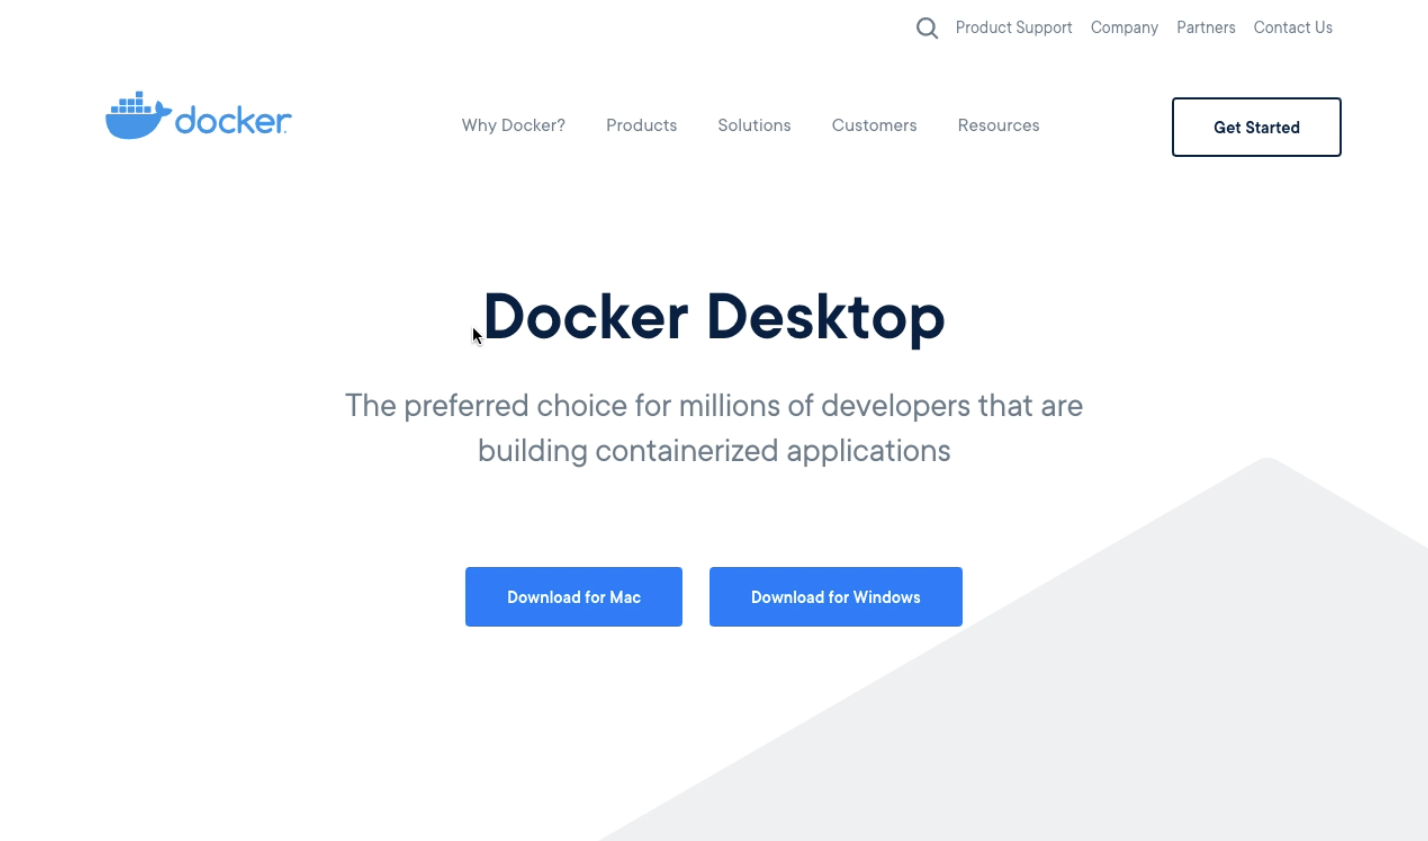 Product Support Company Partners Contact Us
docker
Why Docker? Products Solutions Customers Resources
Get Started
Docker Desktop
The preferred choice for millions of developers that are
building containerized applications
Download for Mac Download for Windows